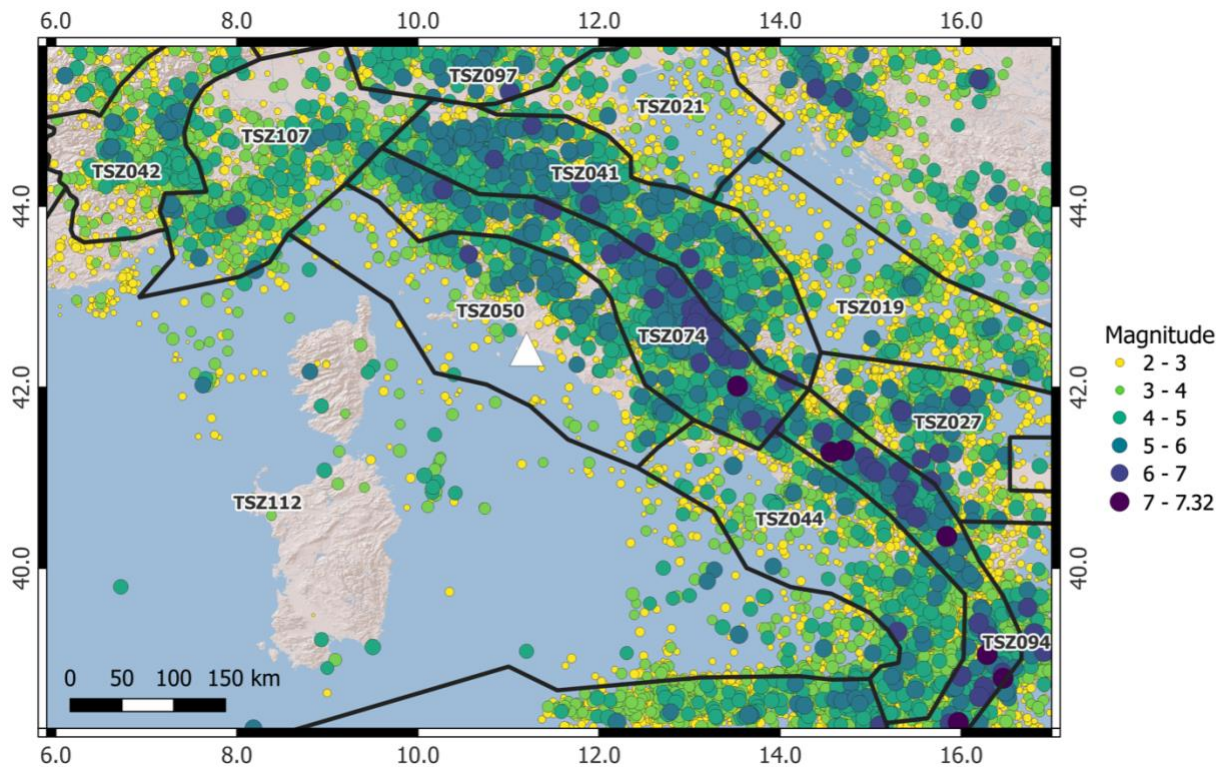 6.0 8.0 10.0 12.0 14.0 16.0
TSZ097
TSZ021
TSZ107
TSZ042
TSZ041
44.0 44.0
TSZ050
TSZ019
TSZ074
42.0 42.0
TSZ027
TSZ112
TSZ044
40.0 40.0
TSZ094
0 50 100 150 km
6.0 8.0 10.0 12.0 14.0 16.0
Magnitude
2 - 3
3 - 4
4 - 5
5 - 6
6 - 7
7 - 7.32